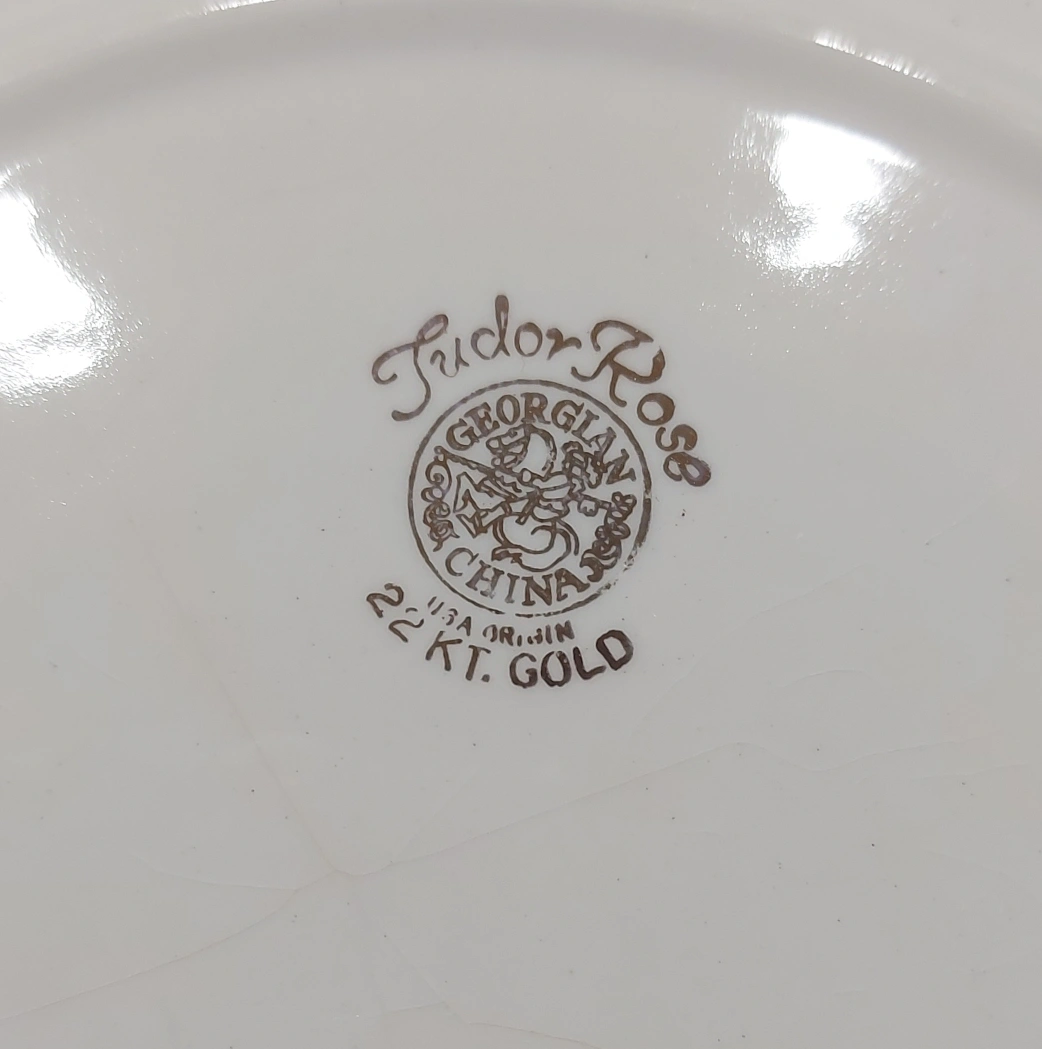 Tudor Rose
GEORGIAN
CHINA
USA ORIGIN
22 KT. GOLD